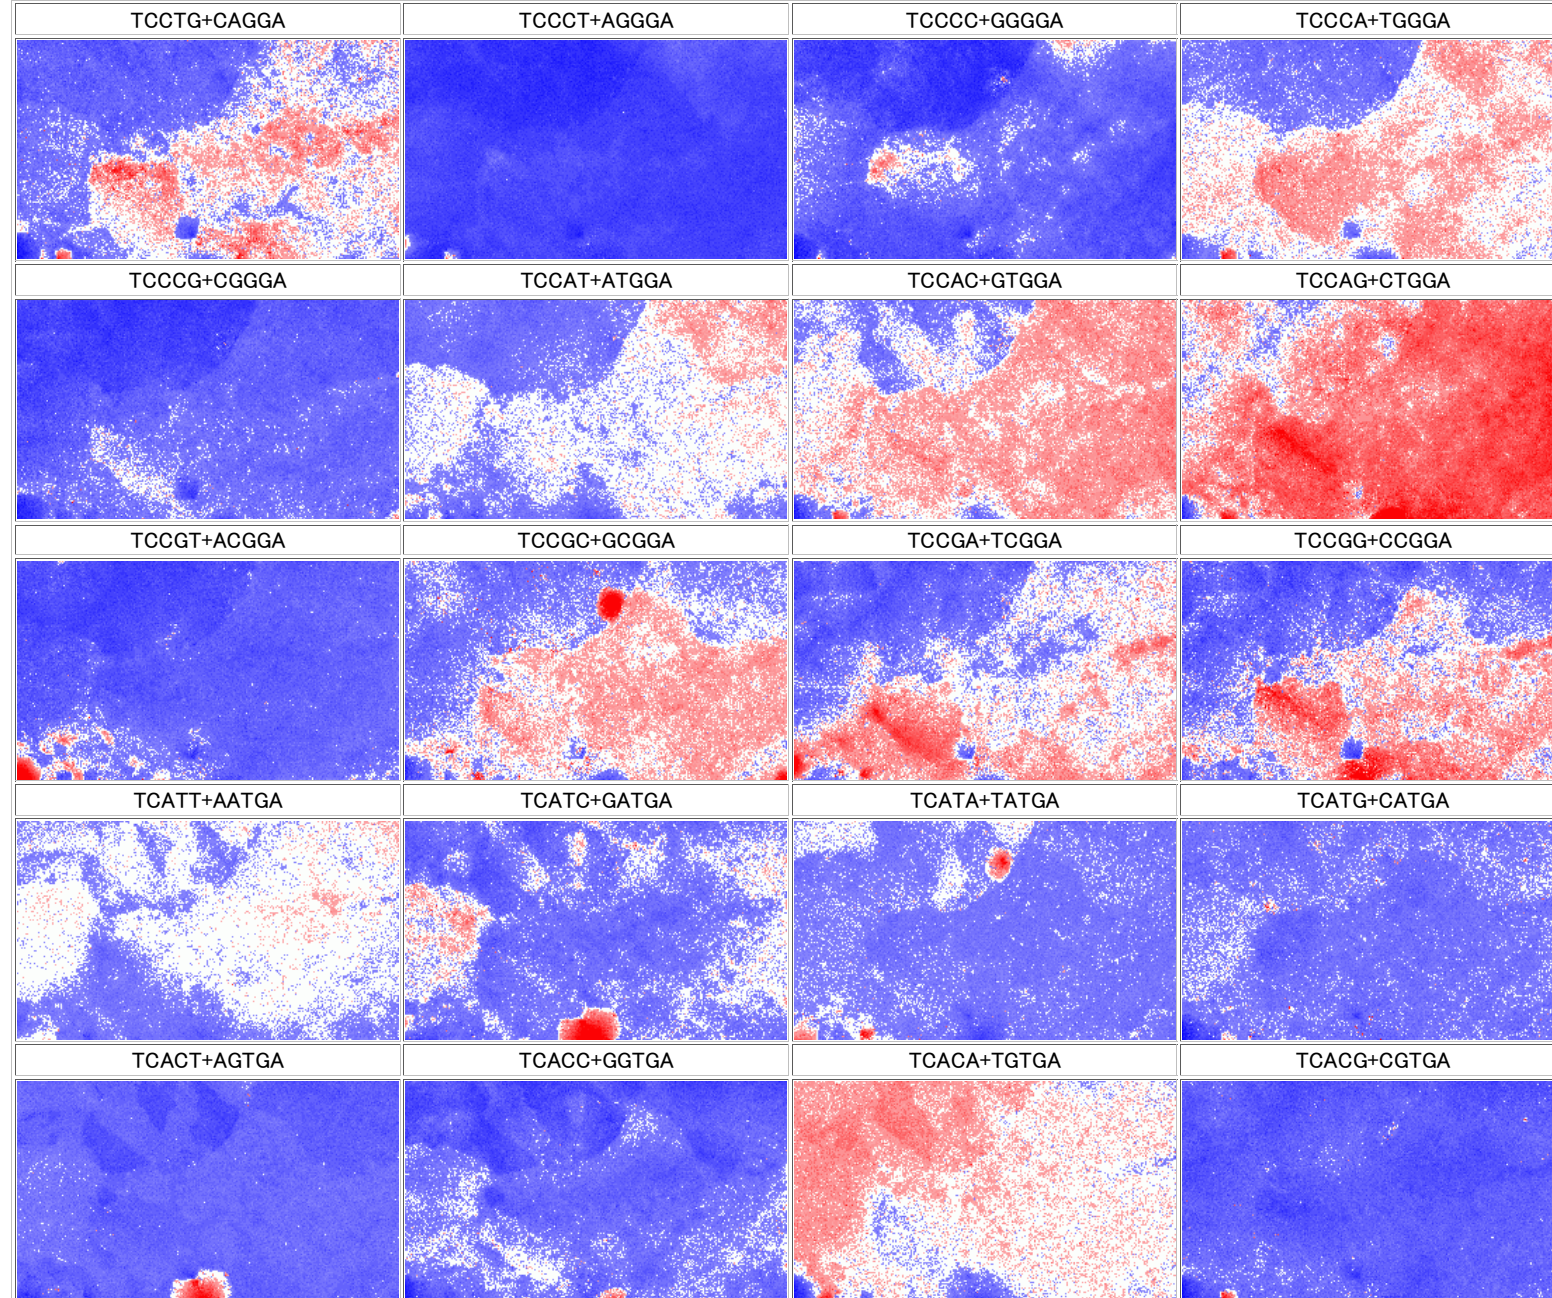 TCCTG+CAGGA TCCCT+AGGGA TCCCC+GGGGA TCCCA+TGGGA
TCCCG+CGGGA TCCAT+ATGGA TCCAC+GTGGA TCCAG+CTGGA
TCCGT+ACGGA TCCGC+GCGGA TCCGA+TCGGA TCCGG+CCGGA
TCATT+AATGA TCATC+GATGA TCATA+TATGA TCATG+CATGA
TCACT+AGTGA TCACC+GGTGA TCACA+TGTGA TCACG+CGTGA